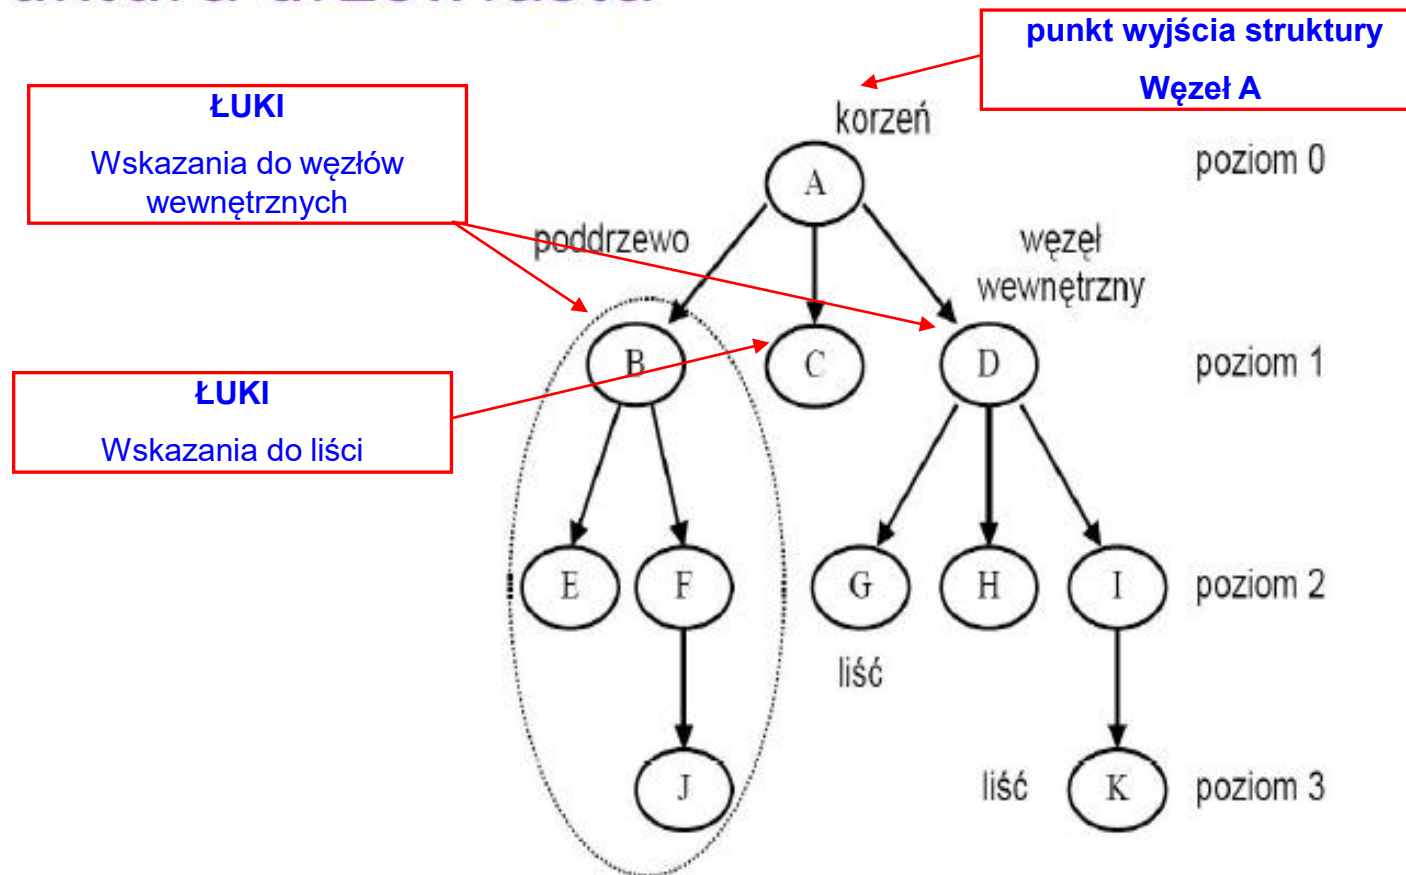 punkt wyjścia struktury
Węzeł A
korzeń
ŁUKI
Wskazania do węzłów
wewnętrznych
A
poziom 0
poddrzewo
węzęł
wewnętrzny
B
C
D
poziom 1
ŁUKI
Wskazania do liści
E
F
G
H
I
poziom 2
liść
J
liść
K
poziom 3